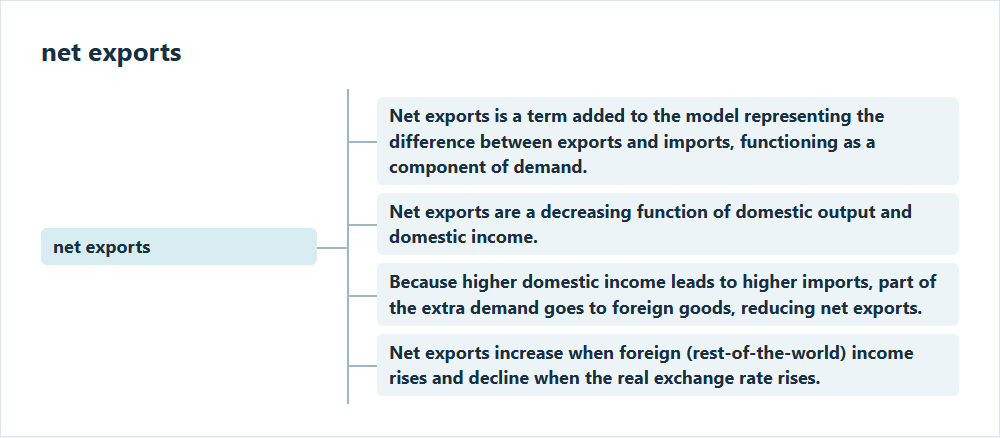 net exports
net exports
Net exports is a term added to the model representing the
difference between exports and imports, functioning as a
component of demand.
Net exports are a decreasing function of domestic output and
domestic income.
Because higher domestic income leads to higher imports, part of
the extra demand goes to foreign goods, reducing net exports.
Net exports increase when foreign (rest-of-the-world) income
rises and decline when the real exchange rate rises.